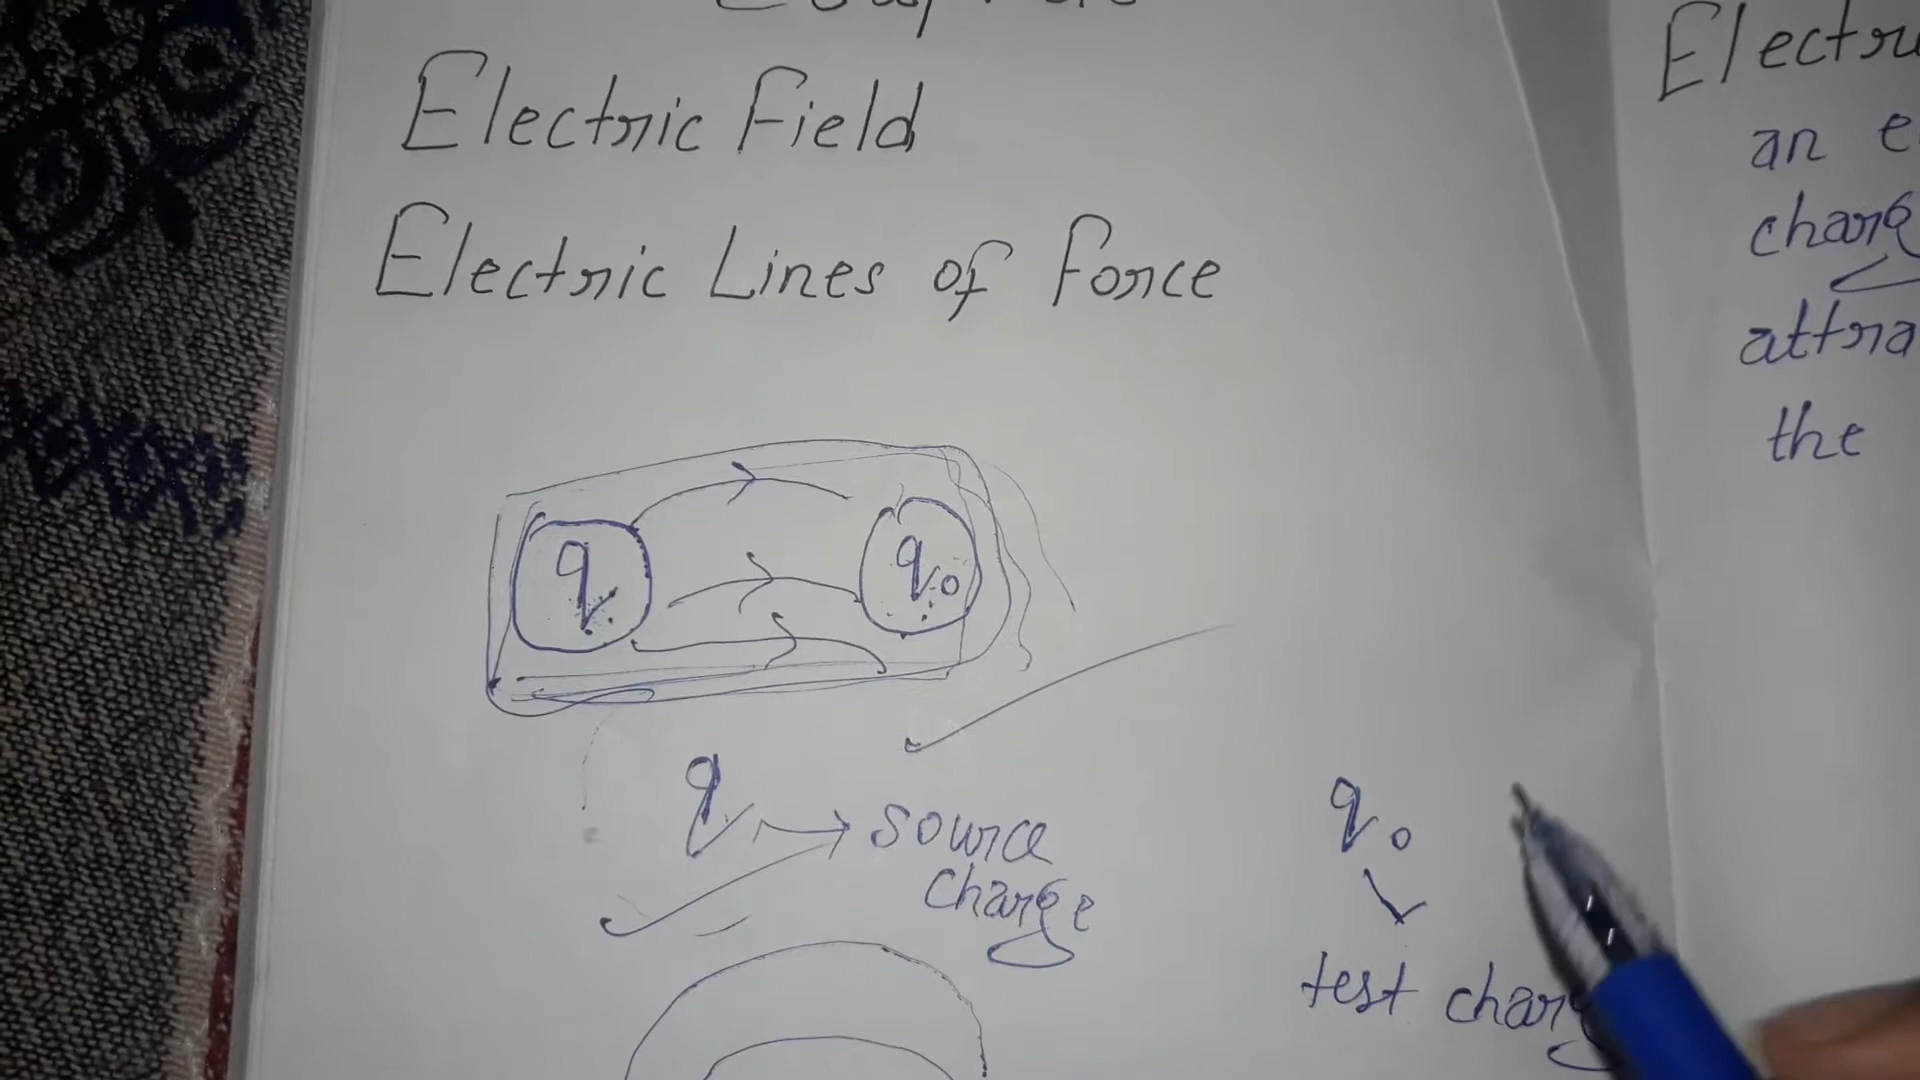 Electric Field
Electric Lines of Force
q
q₀
q → source
charge
q₀
test charg
Electr
an e
charg
attra
the